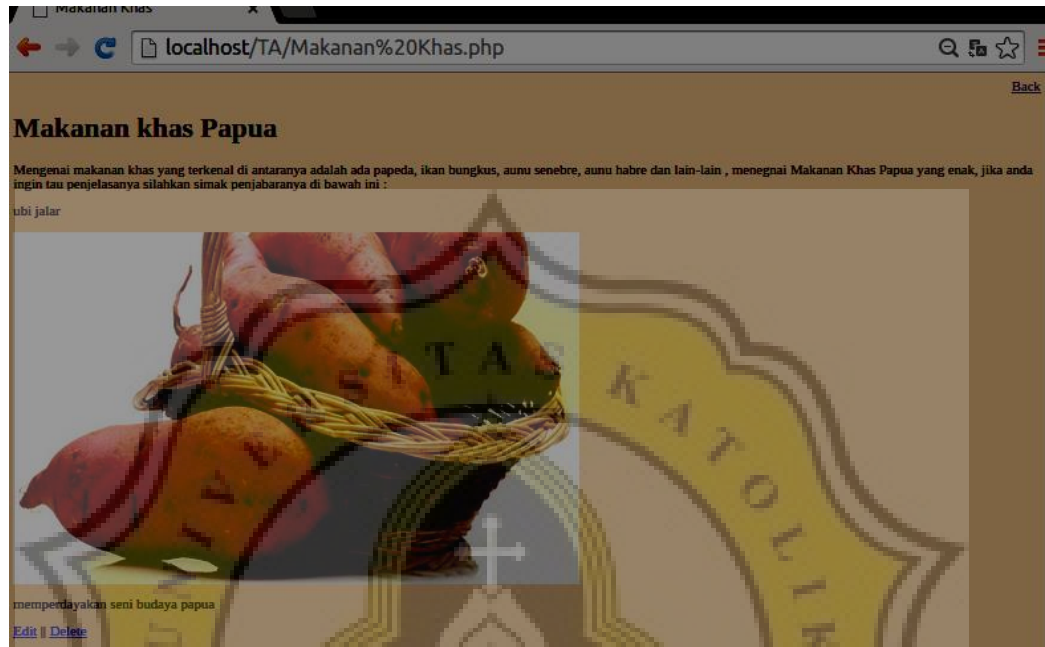 Makanan Khas
localhost/TA/Makanan%20Khas.php
Back
Makanan khas Papua
Mengenai makanan khas yang terkenal di antaranya adalah ada papeda, ikan bungkus, aunu senebre, aunu habre dan lain-lain , menegnai Makanan Khas Papua yang enak, jika anda
ingin tau penjelasanya silahkan simak penjabaranya di bawah ini :
ubi jalar
UNIVERSITAS KATOLIK
memperdayakan seni budaya papua
Edit || Delete